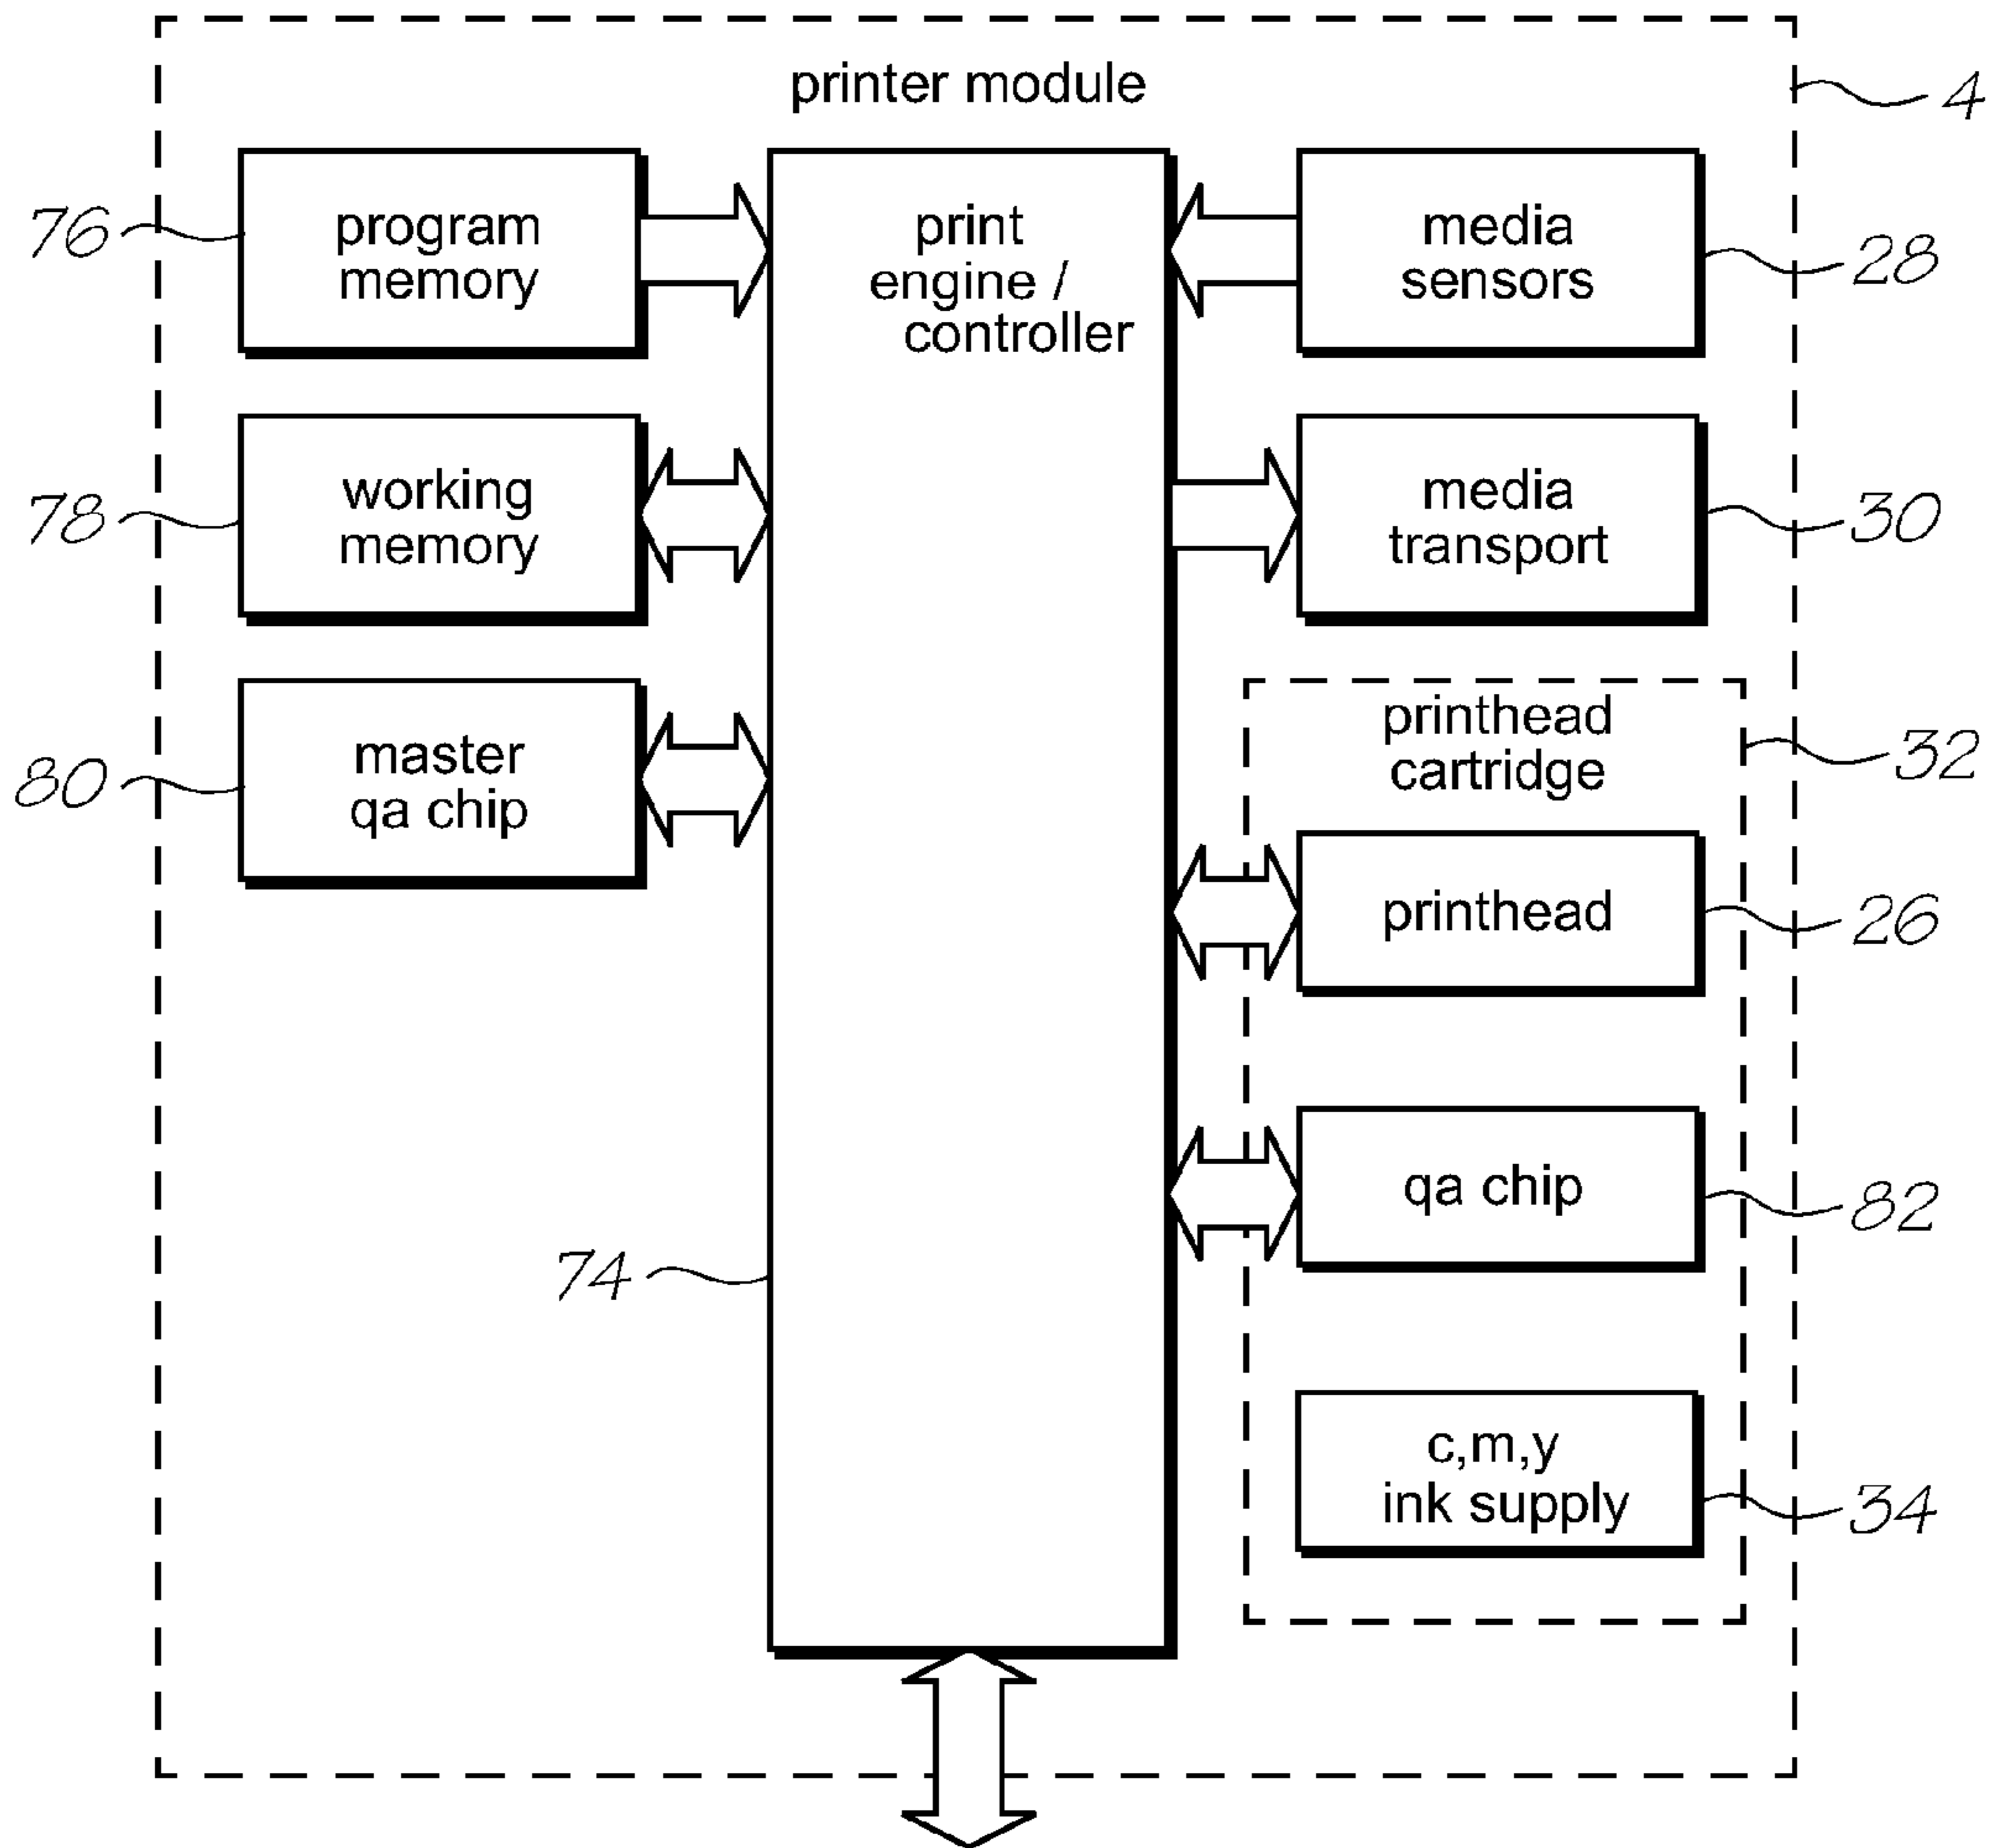 printer module
4
76
program
memory
print
engine /
controller
media
sensors
28
78
working
memory
media
transport
30
80
master
qa chip
printhead
cartridge
32
printhead
26
qa chip
82
74
c,m,y
ink supply
34